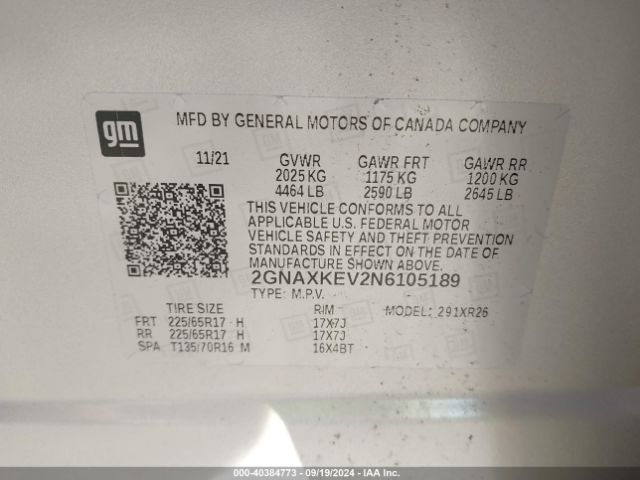 gm
MFD BY GENERAL MOTORS OF CANADA COMPANY
11/21 GVWR GAWR FRT GAWR RR
2025 KG 1175 KG 1200 KG
4464 LB 2590 LB 2645 LB
THIS VEHICLE CONFORMS TO ALL
APPLICABLE U.S. FEDERAL MOTOR
VEHICLE SAFETY AND THEFT PREVENTION
STANDARDS IN EFFECT ON THE DATE OF
MANUFACTURE SHOWN ABOVE.
2GNAXKEV2N6105189
TYPE: M.P.V.
TIRE SIZE RIM MODEL: 291XR26
FRT 225/65R17 H 17X7J
RR 225/65R17 H 17X7J
SPA T135/70R16 M 16X4BT
000-40384773 - 09/19/2024 - IAA Inc.